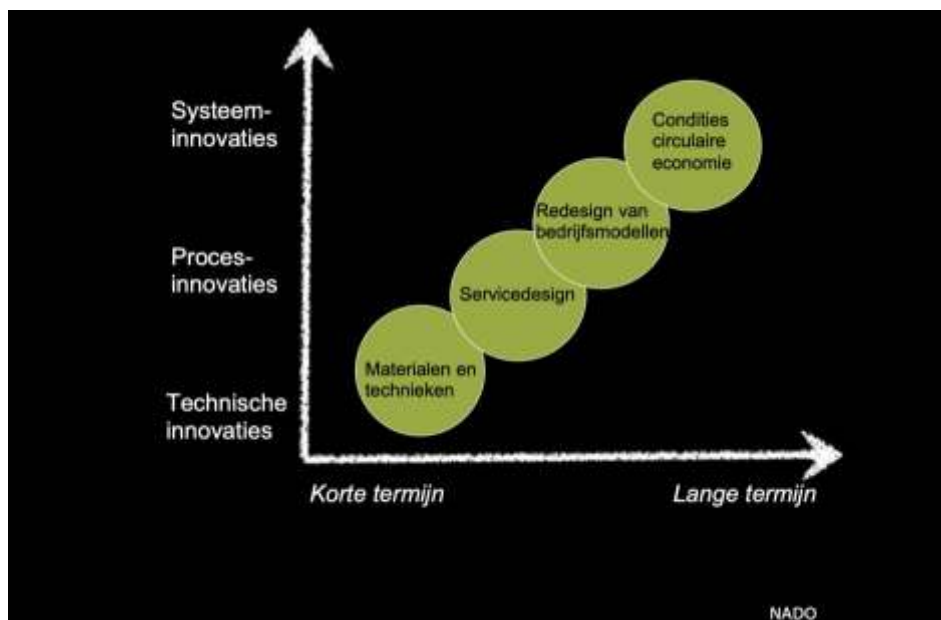 Systeem-
innovaties
Condities
circulaire
economie
Redesign van
bedrijfsmodellen
Proces-
innovaties
Servicedesign
Materialen en
technieken
Technische
innovaties
Korte termijn
Lange termijn
NADO